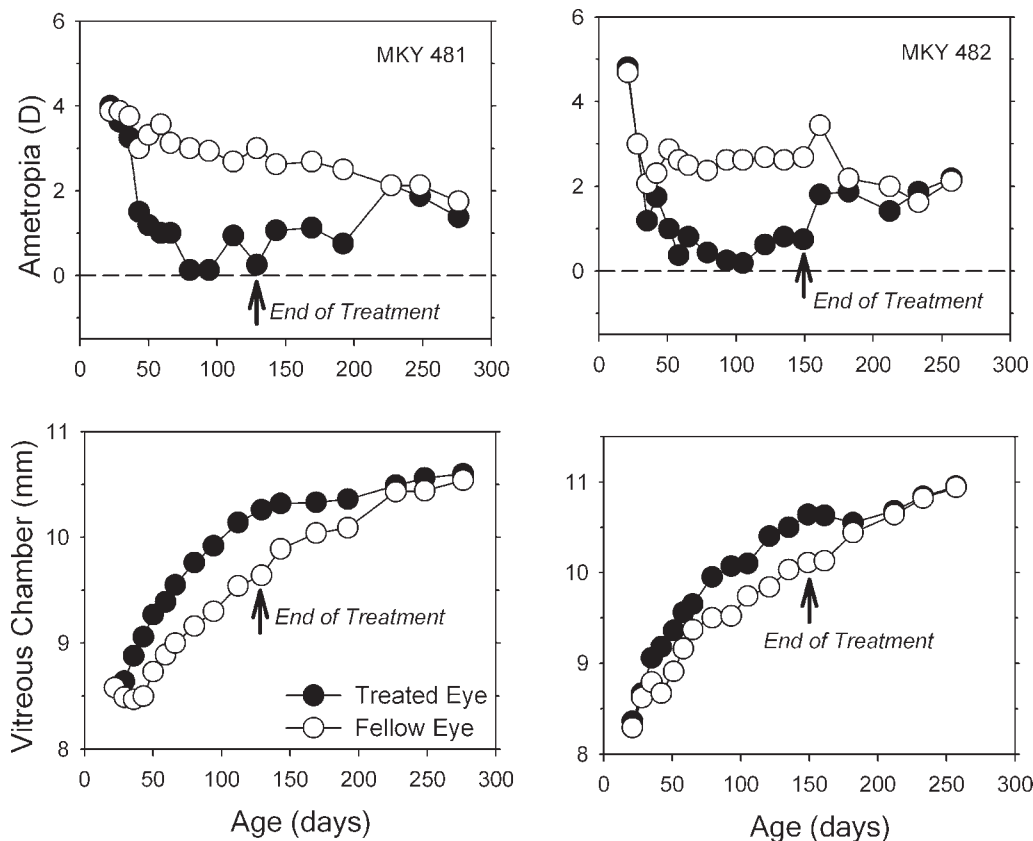 Ametropia (D)
6
4
2
0
MKY 481
End of Treatment
0 50 100 150 200 250 300
6
4
2
0
MKY 482
End of Treatment
0 50 100 150 200 250 300
Vitreous Chamber (mm)
11
10
9
8
End of Treatment
Treated Eye
Fellow Eye
0 50 100 150 200 250 300
Age (days)
11
10
9
8
End of Treatment
0 50 100 150 200 250 300
Age (days)